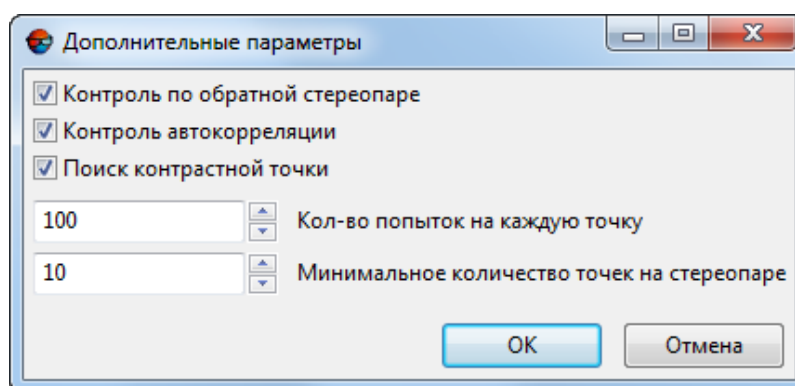 Дополнительные параметры
Контроль по обратной стереопаре
Контроль автокорреляции
Поиск контрастной точки
100 Кол-во попыток на каждую точку
10 Минимальное количество точек на стереопаре
OK Отмена